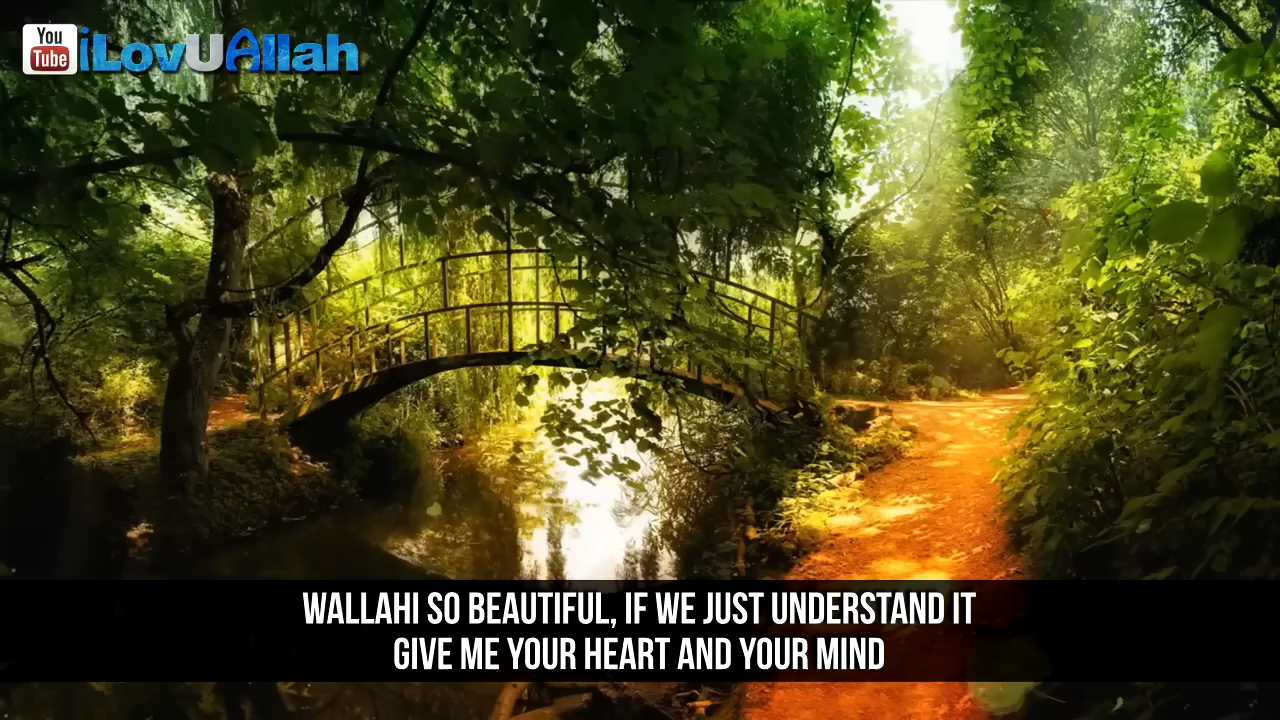 You
Tube
iLovUAllah
WALLAHI SO BEAUTIFUL, IF WE JUST UNDERSTAND IT
GIVE ME YOUR HEART AND YOUR MIND